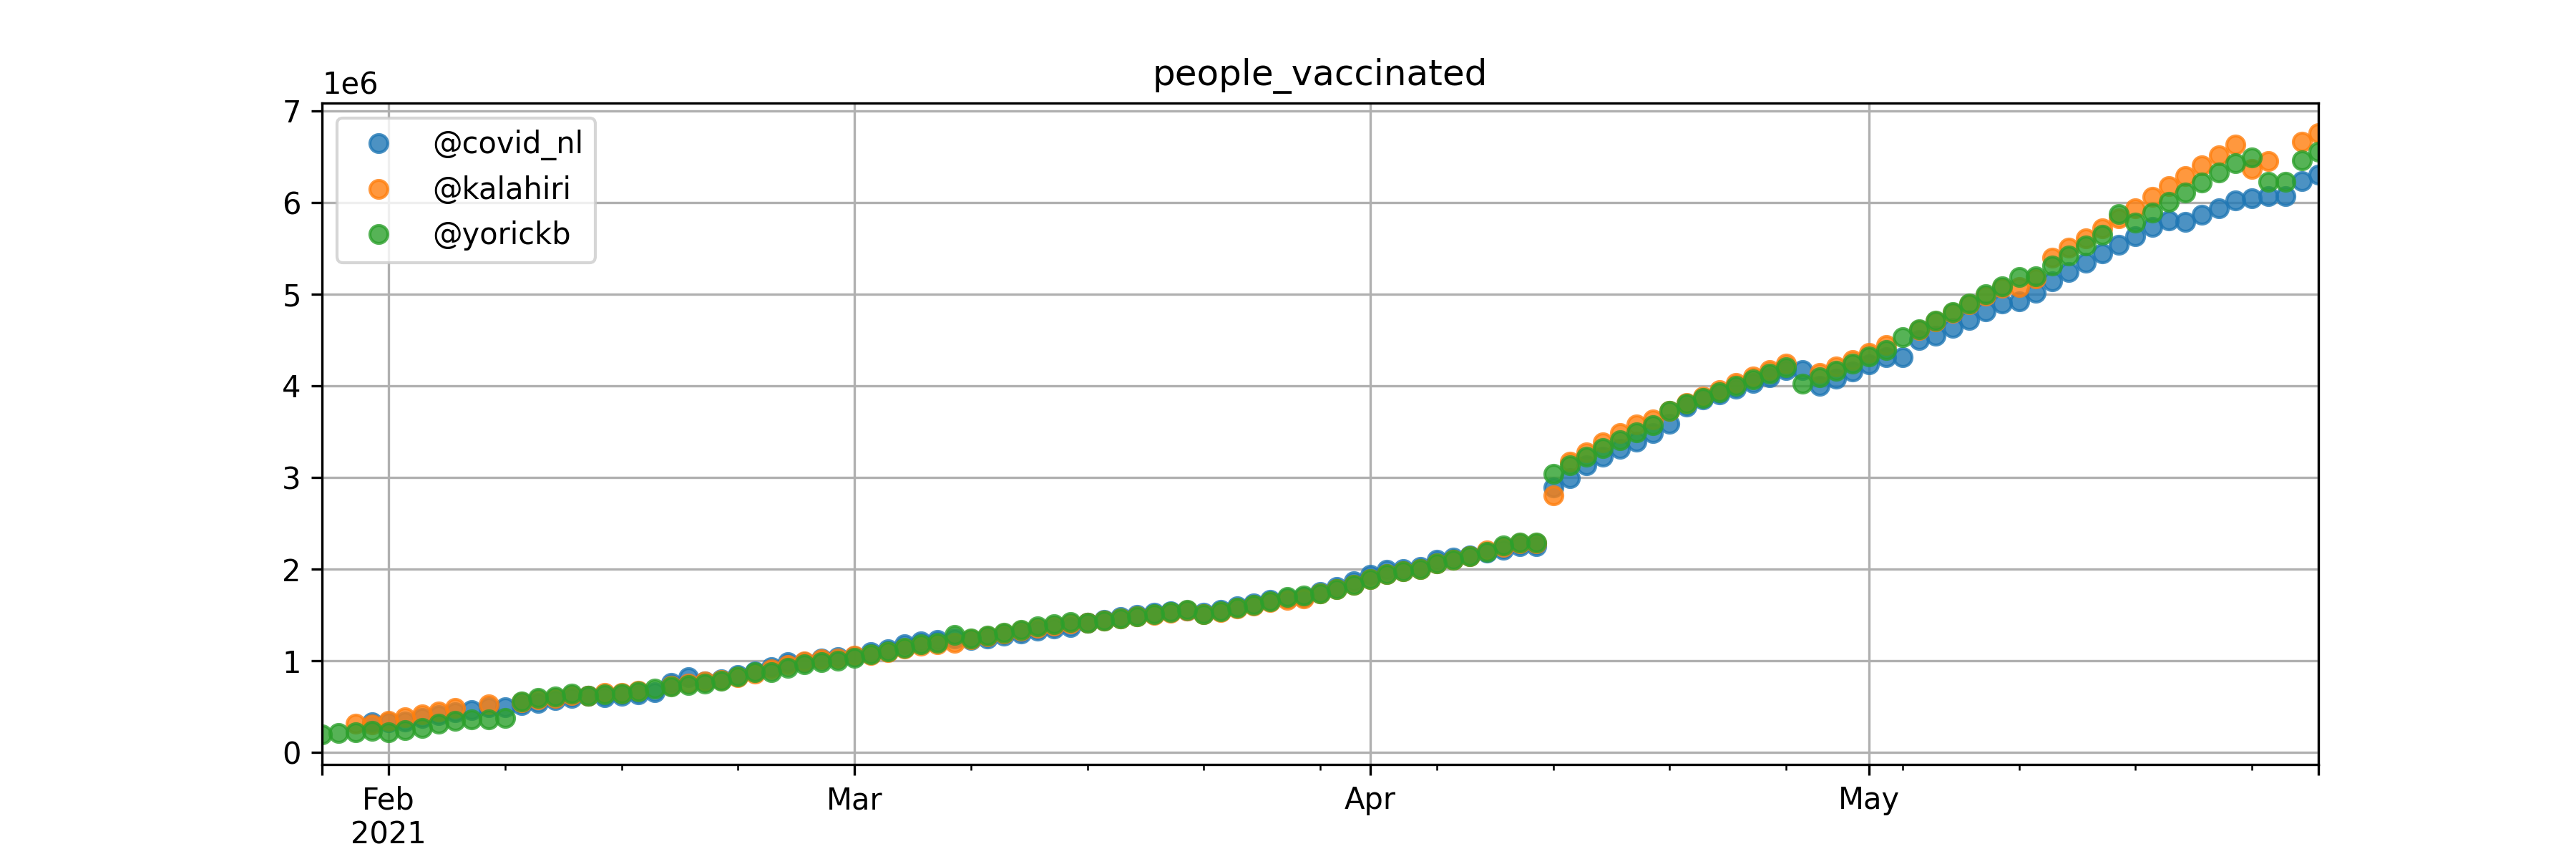 people_vaccinated
1e6
7
6
5
4
3
2
1
0
@covid_nl
@kalahiri
@yorickb
Feb
2021
Mar
Apr
May